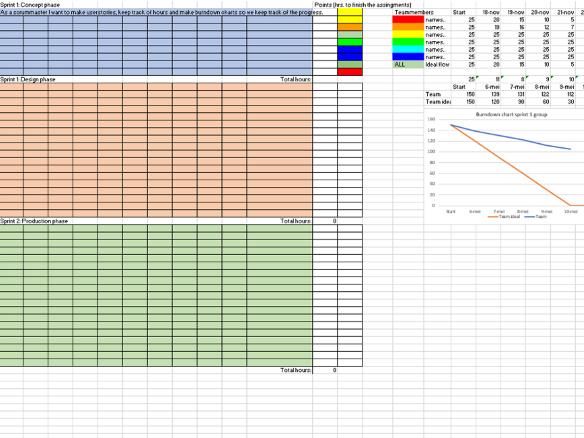 Sprint 1: Concept phase
Points (hrs. to finish the assingments)
As a scrummaster I want to make userstories, keep track of hours and make burndown charts so we keep track of the progress.
Teammembers Start 18-nov 19-nov 20-nov 21-nov
names.. 25 20 15 10 5
names.. 25 19 16 12 7
names.. 25 25 25 25 25
names.. 25 25 25 25 25
names.. 25 25 25 25 25
names.. 25 25 25 25 25
ALL Ideal flow 25 20 15 10 5
Sprint 1: Design phase Total hours:
25 11 8 9 10
Start 6-mei 7-mei 8-mei 9-mei
Team 150 139 131 122 112
Team idea 150 120 90 60 30
Burndown chart sprint 1 group
160
140
120
100
80
60
40
20
0
Start 6-mei 7-mei 8-mei 9-mei 10-mei
Team ideal Team
Sprint 2: Production phase Total hours: 0
Total hours: 0